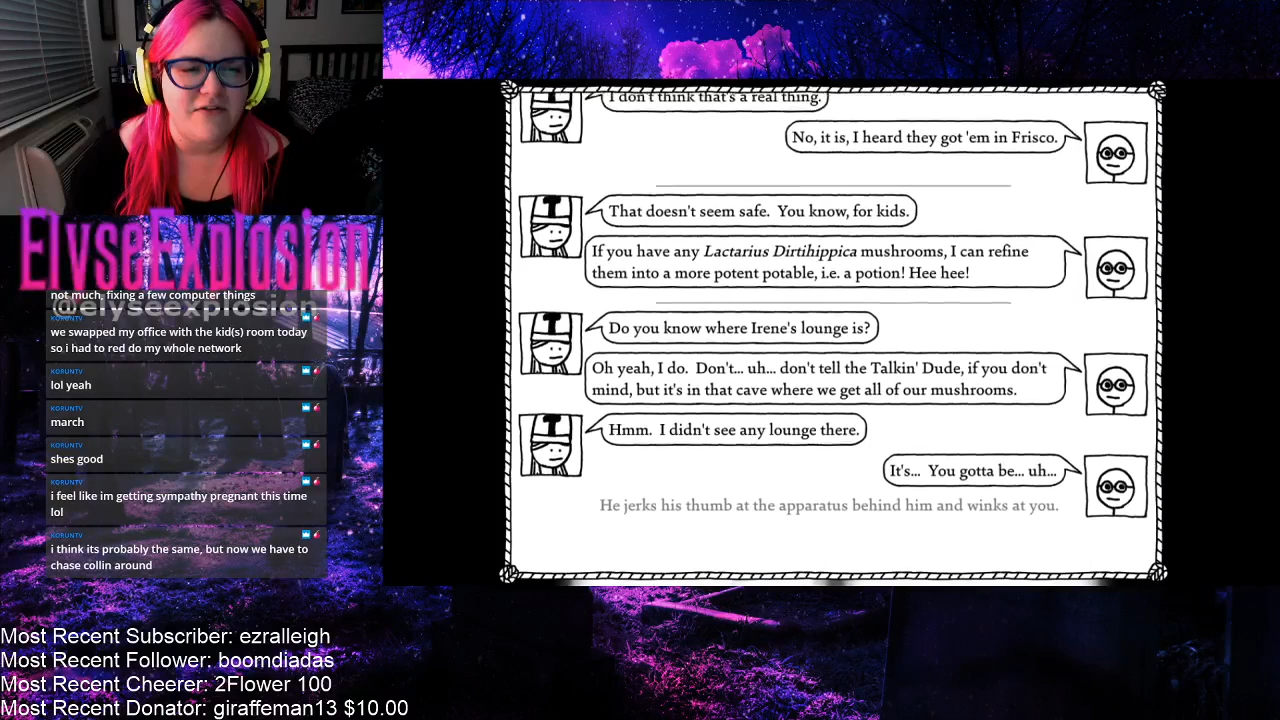 ElyseExplosion
@elyseexplosion
not much, fixing a few computer things
KORUNTV
we swapped my office with the kid(s) room today
so i had to red do my whole network
KORUNTV
lol yeah
KORUNTV
march
KORUNTV
shes good
KORUNTV
i feel like im getting sympathy pregnant this time
lol
KORUNTV
i think its probably the same, but now we have to
chase collin around
Most Recent Subscriber: ezralleigh
Most Recent Follower: boomdiadas
Most Recent Cheerer: 2Flower 100
Most Recent Donator: giraffeman13 $10.00
I don't think that's a real thing.
No, it is, I heard they got 'em in Frisco.
That doesn't seem safe. You know, for kids.
If you have any Lactarius Dirtihippica mushrooms, I can refine
them into a more potent potable, i.e. a potion! Hee hee!
Do you know where Irene's lounge is?
Oh yeah, I do. Don't... uh... don't tell the Talkin' Dude, if you don't
mind, but it's in that cave where we get all of our mushrooms.
Hmm. I didn't see any lounge there.
It's... You gotta be... uh...
He jerks his thumb at the apparatus behind him and winks at you.